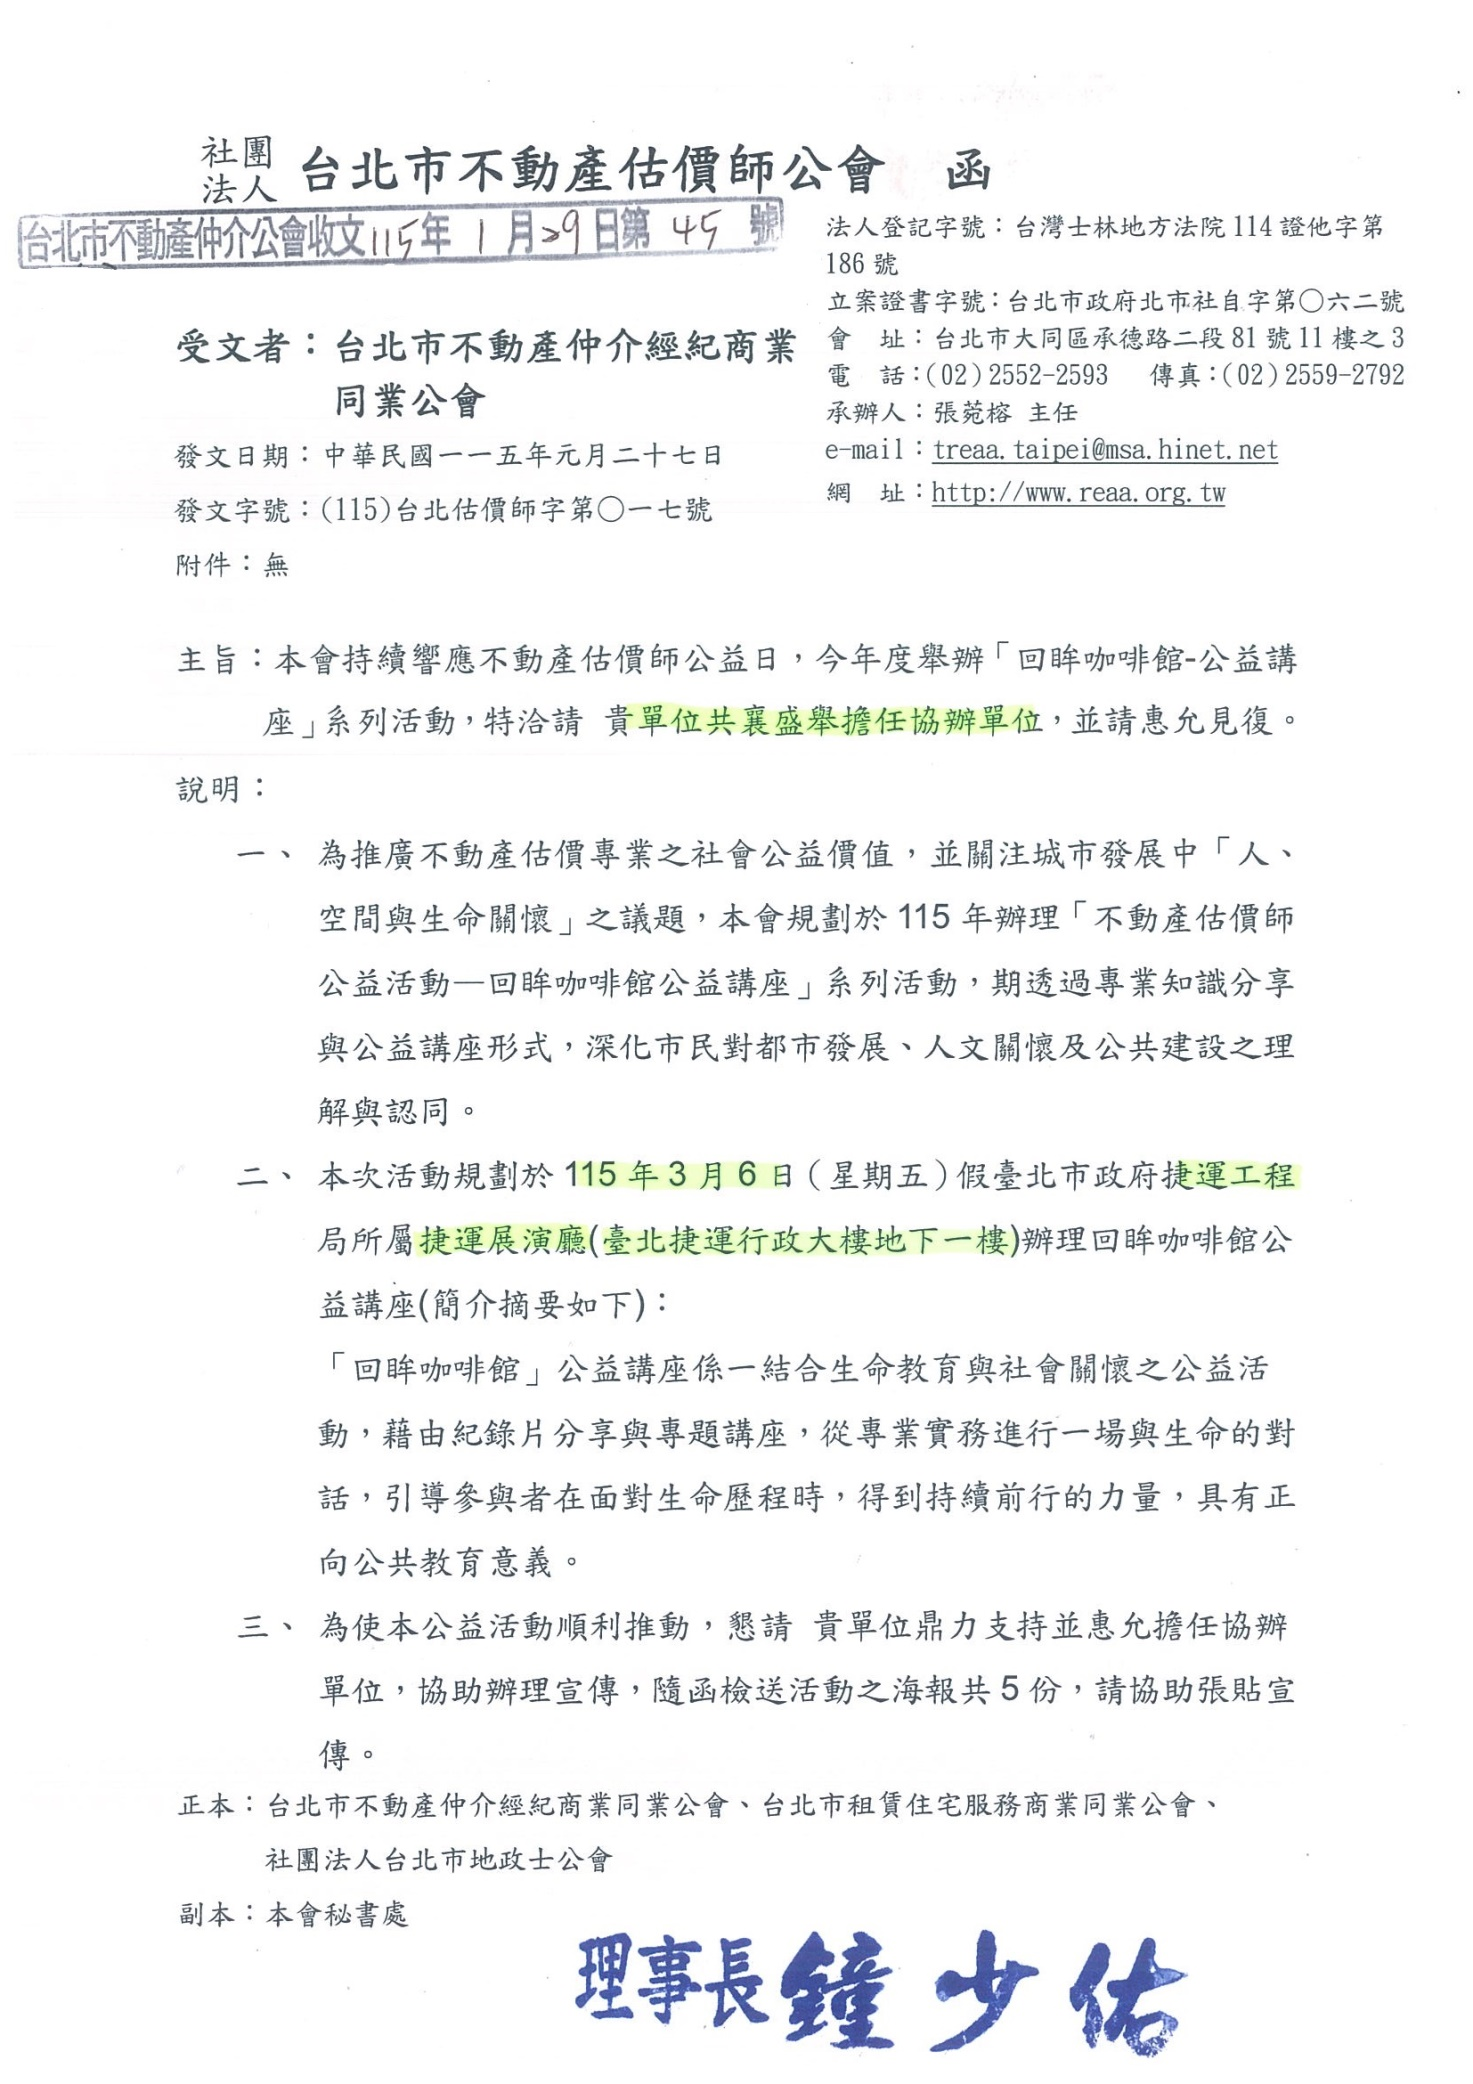 社團
法人 台北市不動產估價師公會 函
台北市不動產仲介公會收文115年1月29日第45號
法人登記字號：台灣士林地方法院114證他字第
186號
立案證書字號：台北市政府北市社自字第○六二號
會 址：台北市大同區承德路二段81號11樓之3
電 話：(02)2552-2593 傳真：(02)2559-2792
承辦人：張菀榕 主任
e-mail：treaa.taipei@msa.hinet.net
網 址：http://www.reaa.org.tw
受文者：台北市不動產仲介經紀商業
同業公會
發文日期：中華民國一一五年元月二十七日
發文字號：(115)台北估價師字第○一七號
附件：無
主旨：本會持續響應不動產估價師公益日，今年度舉辦「回眸咖啡館-公益講
座」系列活動，特洽請 貴單位共襄盛舉擔任協辦單位，並請惠允見復。
說明：
一、 為推廣不動產估價專業之社會公益價值，並關注城市發展中「人、
空間與生命關懷」之議題，本會規劃於 115 年辦理「不動產估價師
公益活動—回眸咖啡館公益講座」系列活動，期透過專業知識分享
與公益講座形式，深化市民對都市發展、人文關懷及公共建設之理
解與認同。
二、 本次活動規劃於 115 年 3 月 6 日（星期五）假臺北市政府捷運工程
局所屬捷運展演廳(臺北捷運行政大樓地下一樓)辦理回眸咖啡館公
益講座(簡介摘要如下)：
「回眸咖啡館」公益講座係一結合生命教育與社會關懷之公益活
動，藉由紀錄片分享與專題講座，從專業實務進行一場與生命的對
話，引導參與者在面對生命歷程時，得到持續前行的力量，具有正
向公共教育意義。
三、 為使本公益活動順利推動，懇請 貴單位鼎力支持並惠允擔任協辦
單位，協助辦理宣傳，隨函檢送活動之海報共 5 份，請協助張貼宣
傳。
正本：台北市不動產仲介經紀商業同業公會、台北市租賃住宅服務商業同業公會、
社團法人台北市地政士公會
副本：本會秘書處
理事長 鐘少佑